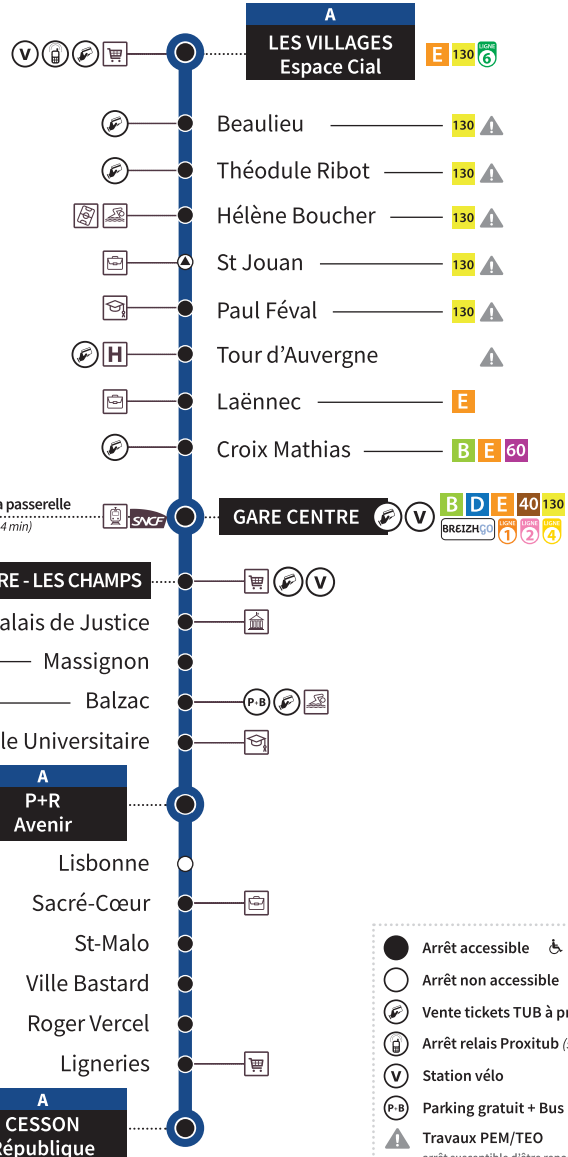 A
LES VILLAGES
Espace Cial
V
E 130 LIGNE 6
Beaulieu 130
Théodule Ribot 130
Hélène Boucher 130
St Jouan 130
Paul Féval 130
H Tour d'Auvergne
Laënnec E
Croix Mathias B E 60
passerelle
4 min)
SNCF
GARE CENTRE V
B D E 40 130
BREIZHGO LIGNE 1 LIGNE 2 LIGNE 4
RE - LES CHAMPS V
alais de Justice
Massignon
Balzac P+B
le Universitaire
A
P+R
Avenir
Lisbonne
Sacré-Cœur
St-Malo
Ville Bastard
Roger Vercel
Ligneries
A
CESSON
République
Arrêt accessible
Arrêt non accessible
Vente tickets TUB à pr
Arrêt relais Proxitub
V Station vélo
P+B Parking gratuit + Bus
Travaux PEM/TEO